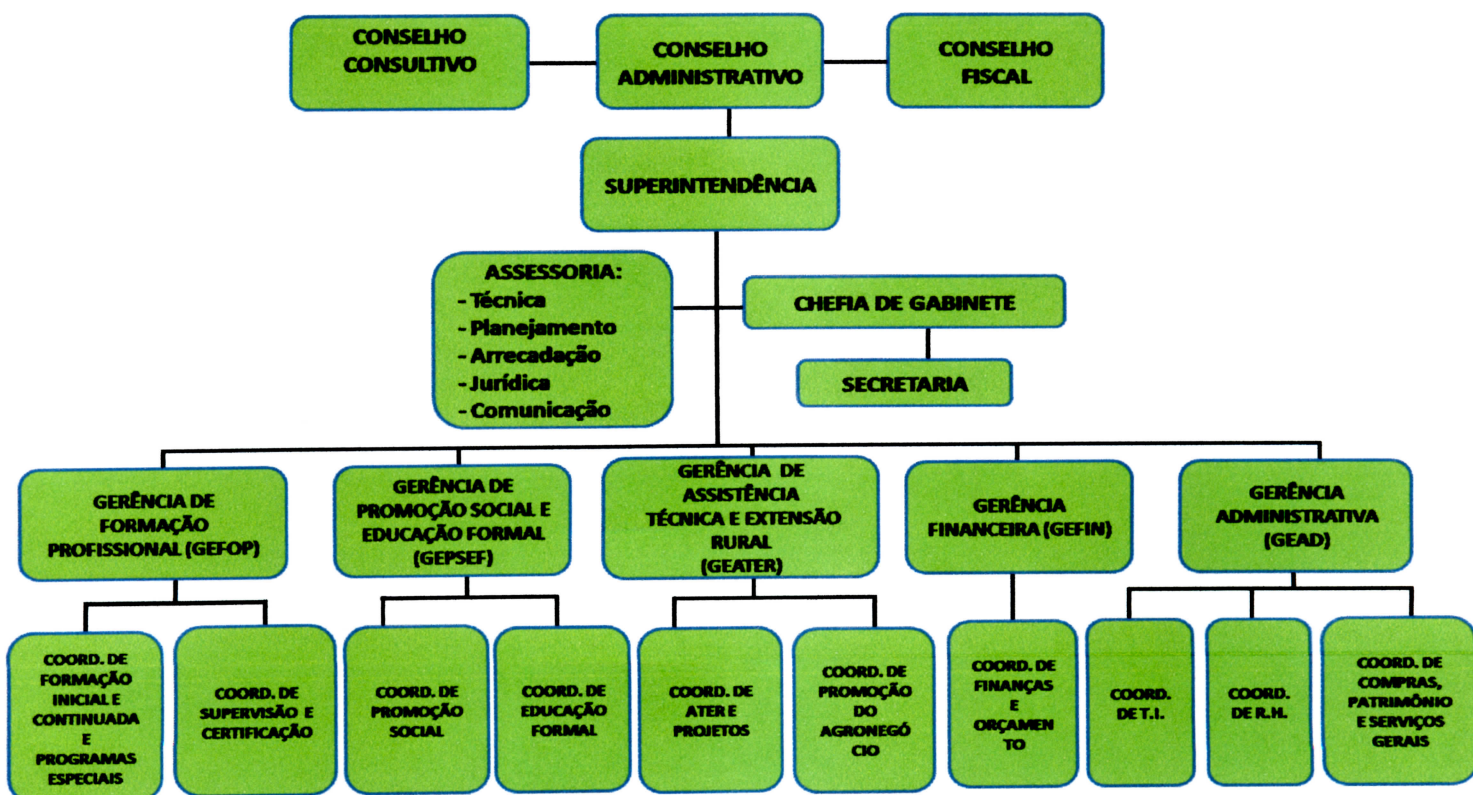 CONSELHO
CONSULTIVO
CONSELHO
ADMINISTRATIVO
CONSELHO
FISCAL
SUPERINTENDÊNCIA
ASSESSORIA:
- Técnica
- Planejamento
- Arrecadação
- Jurídica
- Comunicação
CHEFIA DE GABINETE
SECRETARIA
GERÊNCIA DE
FORMAÇÃO
PROFISSIONAL (GEFOP)
GERÊNCIA DE
PROMOÇÃO SOCIAL E
EDUCAÇÃO FORMAL
(GEPSEF)
GERÊNCIA DE
ASSISTÊNCIA
TÉCNICA E EXTENSÃO
RURAL
(GEATER)
GERÊNCIA
FINANCEIRA (GEFIN)
GERÊNCIA
ADMINISTRATIVA
(GEAD)
COORD. DE
FORMAÇÃO
INICIAL E
CONTINUADA
E
PROGRAMAS
ESPECIAIS
COORD. DE
SUPERVISÃO E
CERTIFICAÇÃO
COORD. DE
PROMOÇÃO
SOCIAL
COORD. DE
EDUCAÇÃO
FORMAL
COORD. DE
ATER E
PROJETOS
COORD. DE
PROMOÇÃO
DO
AGRONEGÓ
CIO
COORD. DE
FINANÇAS
E
ORÇAMEN
TO
COORD.
DE T.I.
COORD.
DE R.H.
COORD. DE
COMPRAS,
PATRIMÔNIO
E SERVIÇOS
GERAIS